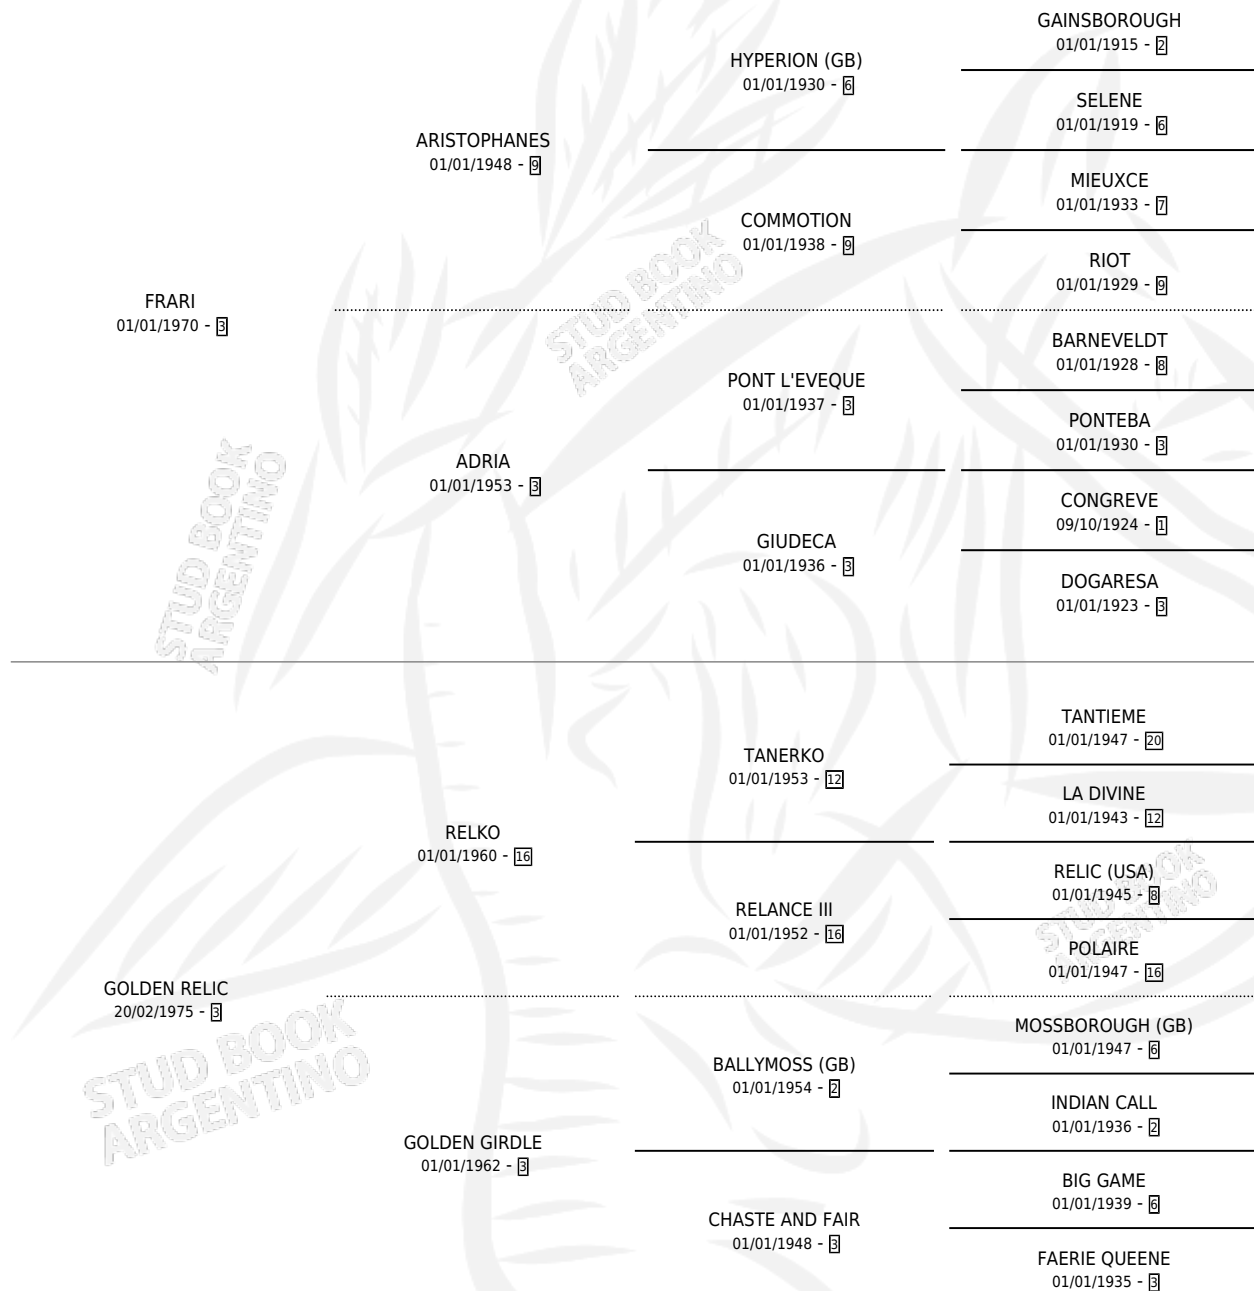 GAINSBOROUGH
01/01/1915 - 2
HYPERION (GB)
01/01/1930 - 6
SELENE
01/01/1919 - 6
ARISTOPHANES
01/01/1948 - 9
MIEUXCE
01/01/1933 - 7
COMMOTION
01/01/1938 - 9
RIOT
01/01/1929 - 9
FRARI
01/01/1970 - 3
BARNEVELDT
01/01/1928 - 8
PONT L'EVEQUE
01/01/1937 - 3
PONTEBA
01/01/1930 - 3
ADRIA
01/01/1953 - 3
CONGREVE
09/10/1924 - 1
GIUDECA
01/01/1936 - 3
DOGARESA
01/01/1923 - 3
TANTIEME
01/01/1947 - 20
TANERKO
01/01/1953 - 12
LA DIVINE
01/01/1943 - 12
RELKO
01/01/1960 - 16
RELIC (USA)
01/01/1945 - 8
RELANCE III
01/01/1952 - 16
POLAIRE
01/01/1947 - 16
GOLDEN RELIC
20/02/1975 - 3
MOSSBOROUGH (GB)
01/01/1947 - 6
BALLYMOSS (GB)
01/01/1954 - 2
INDIAN CALL
01/01/1936 - 2
GOLDEN GIRDLE
01/01/1962 - 3
BIG GAME
01/01/1939 - 6
CHASTE AND FAIR
01/01/1948 - 3
FAERIE QUEENE
01/01/1935 - 3
STUD BOOK
ARGENTINO
STUD BOOK
ARGENTINO
STUD BOOK
ARGENTINO
STUD BOOK
ARGENTINO